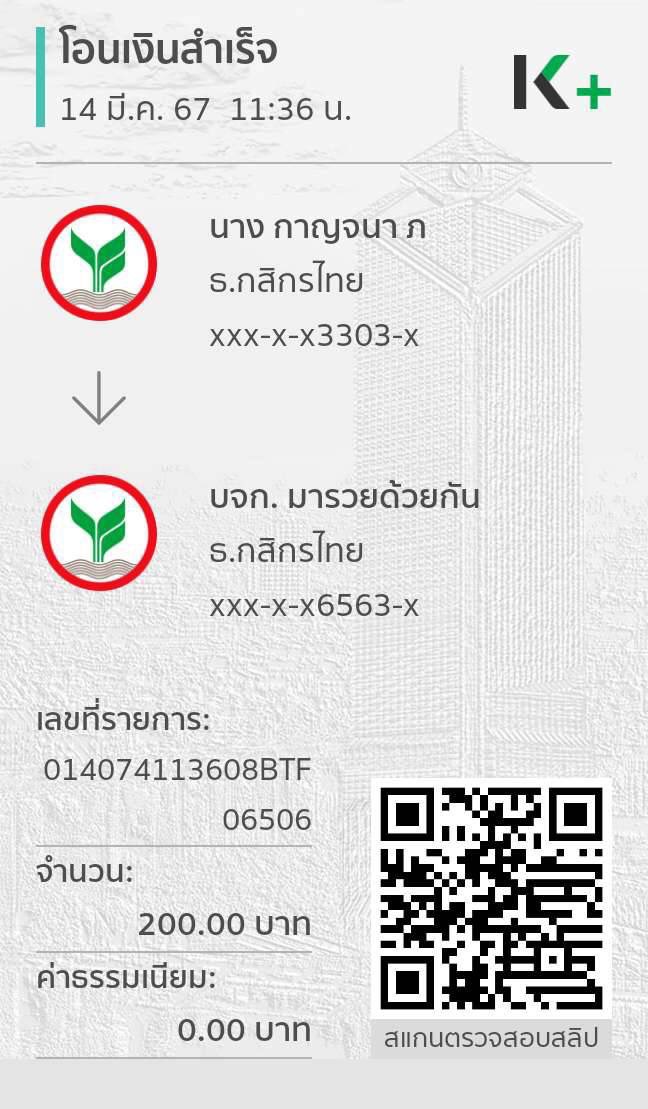 โอนเงินสำเร็จ
14 มี.ค. 67 11:36 น.
K+
นาง กาญจนา ภ
ธ.กสิกรไทย
xxx-x-x3303-x
บจก. มารวยด้วยกัน
ธ.กสิกรไทย
xxx-x-x6563-x
เลขที่รายการ:
014074113608BTF
06506
จำนวน:
200.00 บาท
ค่าธรรมเนียม:
0.00 บาท
สแกนตรวจสอบสลิป